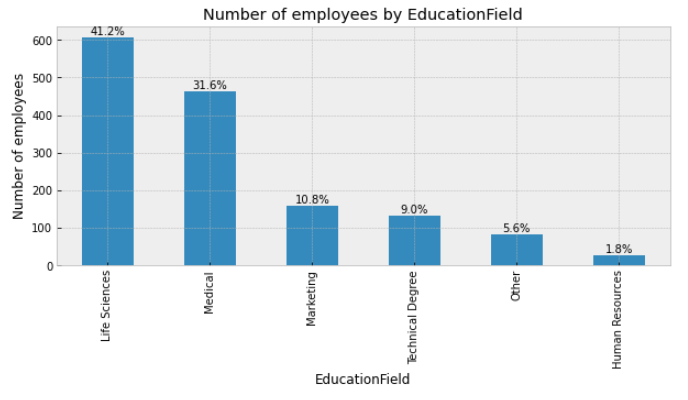 Number of employees by EducationField
Number of employees
600
500
400
300
200
100
0
41.2%
31.6%
10.8%
9.0%
5.6%
1.8%
Life Sciences
Medical
Marketing
Technical Degree
Other
Human Resources
EducationField